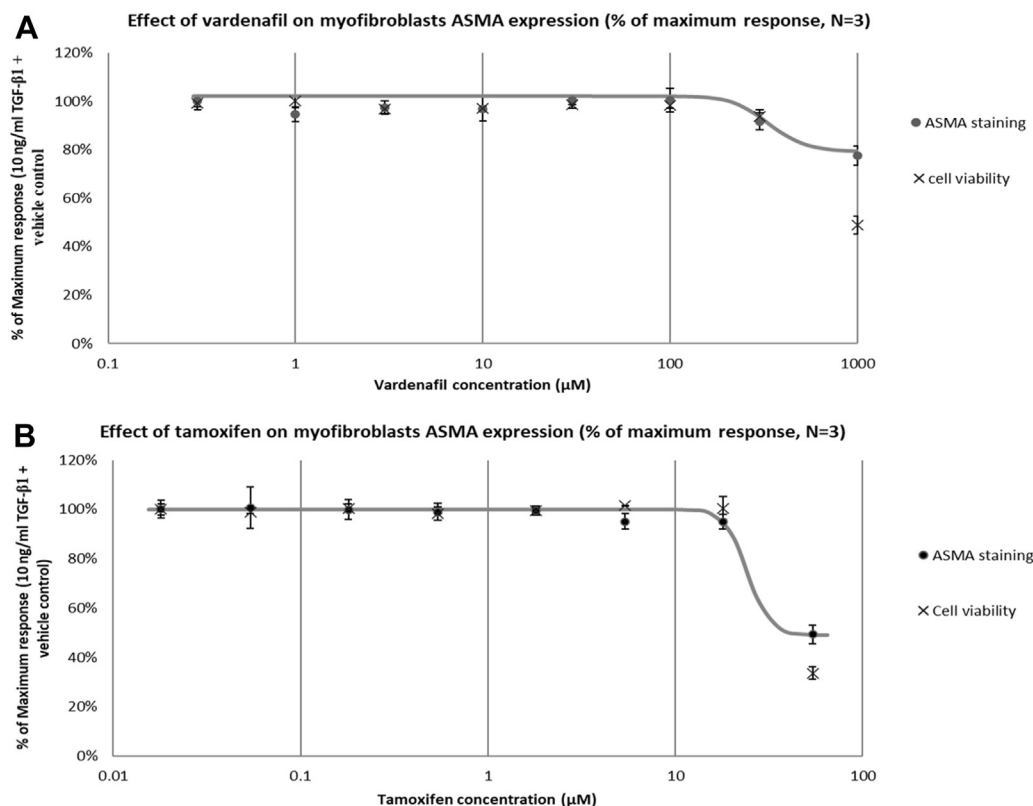 A
Effect of vardenafil on myofibroblasts ASMA expression (% of maximum response, N=3)
% of Maximum response (10 ng/ml TGF-β1 +
vehicle control
120%
100%
80%
60%
40%
20%
0%
0.1
1
10
100
1000
Vardenafil concentration (µM)
ASMA staining
cell viability
B
Effect of tamoxifen on myofibroblasts ASMA expression (% of maximum response, N=3)
% of Maximum response (10 ng/ml TGF-β1 +
vehicle control)
120%
100%
80%
60%
40%
20%
0%
0.01
0.1
1
10
100
Tamoxifen concentration (µM)
ASMA staining
Cell viability